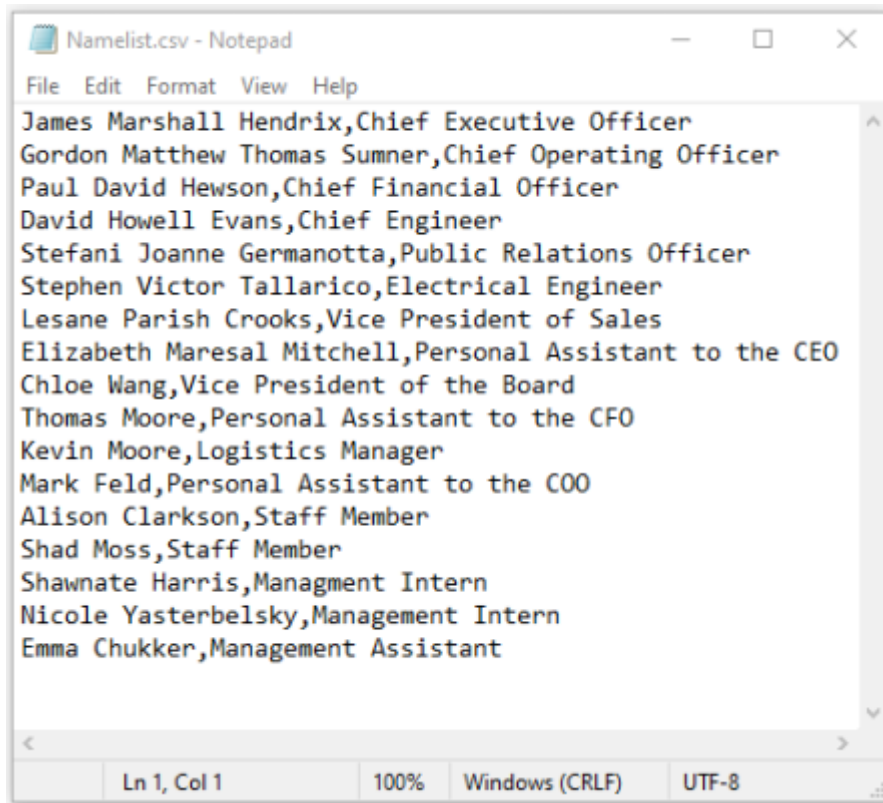 Namelist.csv - Notepad
File Edit Format View Help
James Marshall Hendrix,Chief Executive Officer
Gordon Matthew Thomas Sumner,Chief Operating Officer
Paul David Hewson,Chief Financial Officer
David Howell Evans,Chief Engineer
Stefani Joanne Germanotta,Public Relations Officer
Stephen Victor Tallarico,Electrical Engineer
Lesane Parish Crooks,Vice President of Sales
Elizabeth Maresal Mitchell,Personal Assistant to the CEO
Chloe Wang,Vice President of the Board
Thomas Moore,Personal Assistant to the CFO
Kevin Moore,Logistics Manager
Mark Feld,Personal Assistant to the COO
Alison Clarkson,Staff Member
Shad Moss,Staff Member
Shawnate Harris,Managment Intern
Nicole Yasterbelsky,Management Intern
Emma Chukker,Management Assistant
Ln 1, Col 1 100% Windows (CRLF) UTF-8